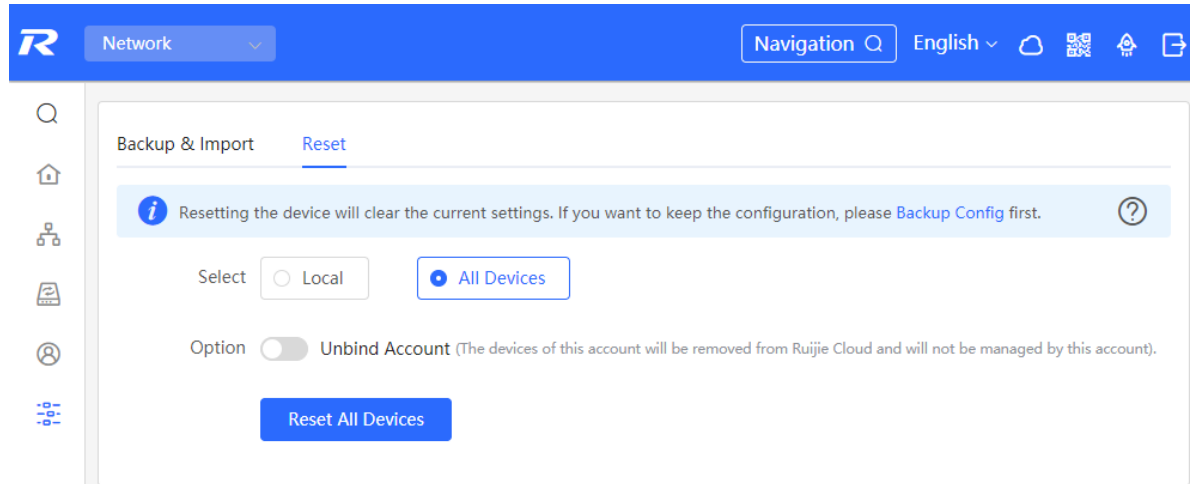 Network
Navigation
English
Backup & Import
Reset
Resetting the device will clear the current settings. If you want to keep the configuration, please Backup Config first.
Select
Local
All Devices
Option
Unbind Account (The devices of this account will be removed from Ruijie Cloud and will not be managed by this account).
Reset All Devices